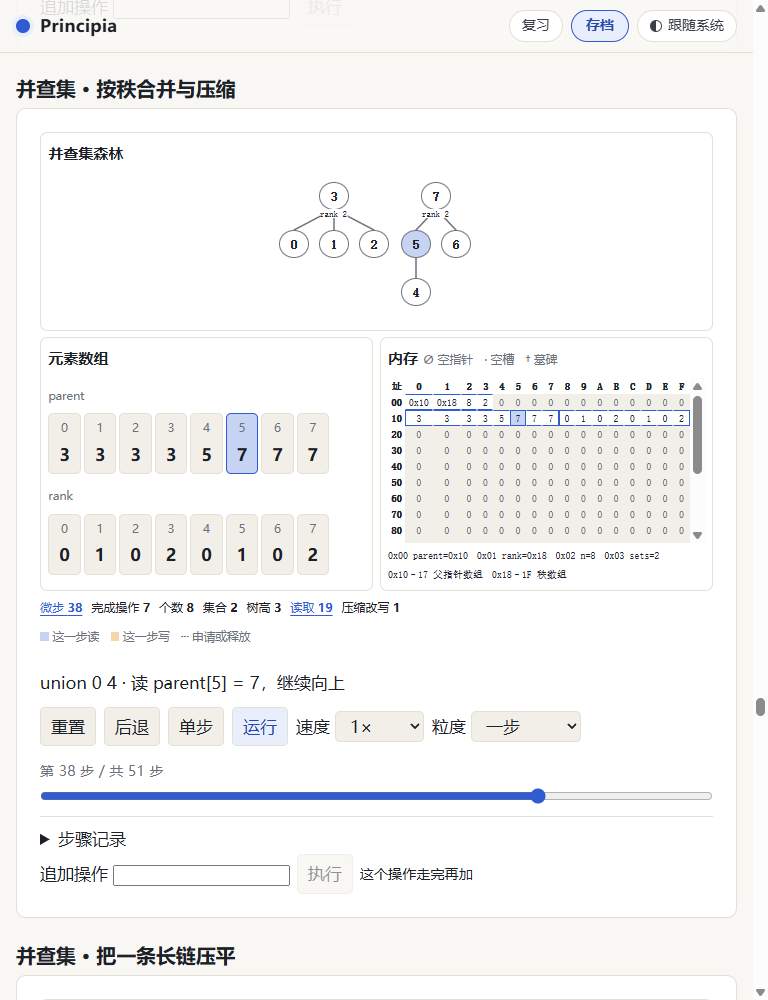 追加操作 执行
Principia 复习 存档 跟随系统
并查集 · 按秩合并与压缩
并查集森林
3 7
rank 2 rank 2
0 1 2 5 6
4
元素数组
parent
0 1 2 3 4 5 6 7
3 3 3 3 5 7 7 7
rank
0 1 2 3 4 5 6 7
0 1 0 2 0 1 0 2
内存 ∅ 空指针 · 空槽 † 墓碑
址 0 1 2 3 4 5 6 7 8 9 A B C D E F
00 0x10 0x18 8 2 0 0 0 0 0 0 0 0 0 0 0 0
10 3 3 3 3 5 7 7 7 0 1 0 2 0 1 0 2
20 0 0 0 0 0 0 0 0 0 0 0 0 0 0 0 0
30 0 0 0 0 0 0 0 0 0 0 0 0 0 0 0 0
40 0 0 0 0 0 0 0 0 0 0 0 0 0 0 0 0
50 0 0 0 0 0 0 0 0 0 0 0 0 0 0 0 0
60 0 0 0 0 0 0 0 0 0 0 0 0 0 0 0 0
70 0 0 0 0 0 0 0 0 0 0 0 0 0 0 0 0
80 0 0 0 0 0 0 0 0 0 0 0 0 0 0 0 0
0x00 parent=0x10 0x01 rank=0x18 0x02 n=8 0x03 sets=2
0x10–17 父指针数组 0x18–1F 秩数组
微步 38 完成操作 7 个数 8 集合 2 树高 3 读取 19 压缩改写 1
这一步读 这一步写 ┄ 申请或释放
union 0 4 · 读 parent[5] = 7，继续向上
重置 后退 单步 运行 速度 1× 粒度 一步
第 38 步 / 共 51 步
▶ 步骤记录
追加操作 执行 这个操作走完再加
并查集 · 把一条长链压平